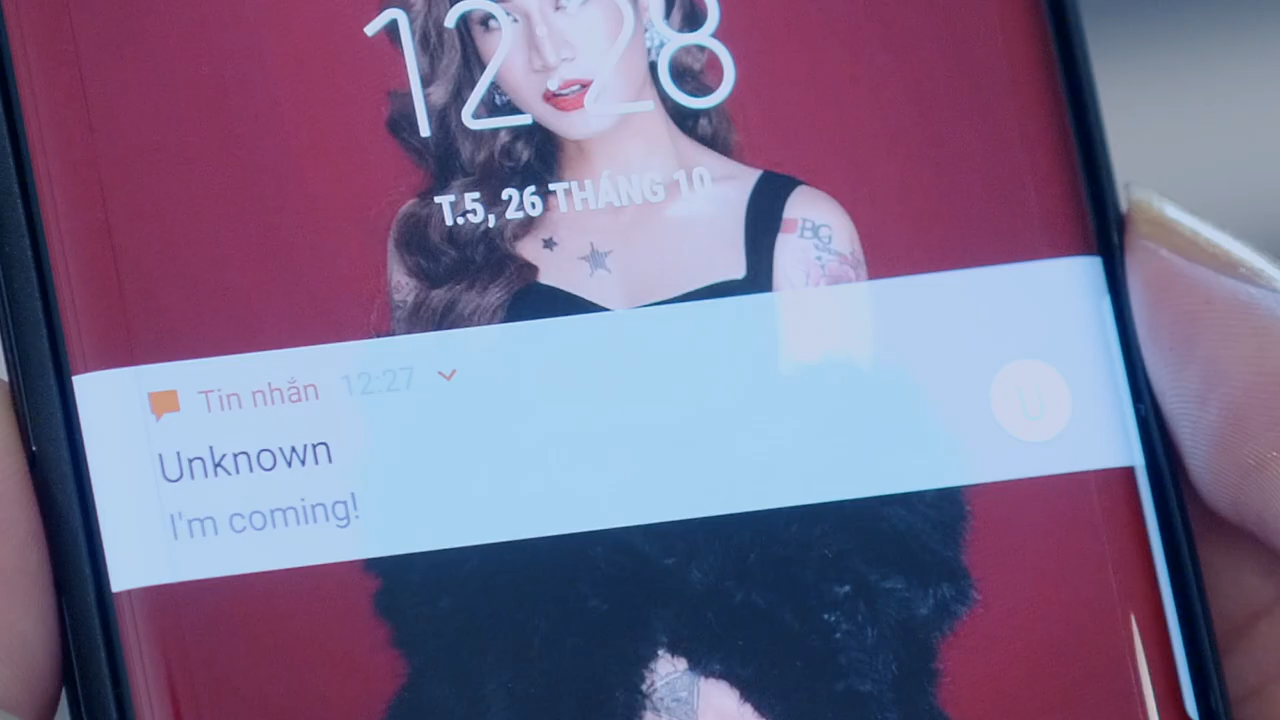 12:28
T.5, 26 THÁNG 10
BG
Tin nhắn 12:27
U
Unknown
I'm coming!